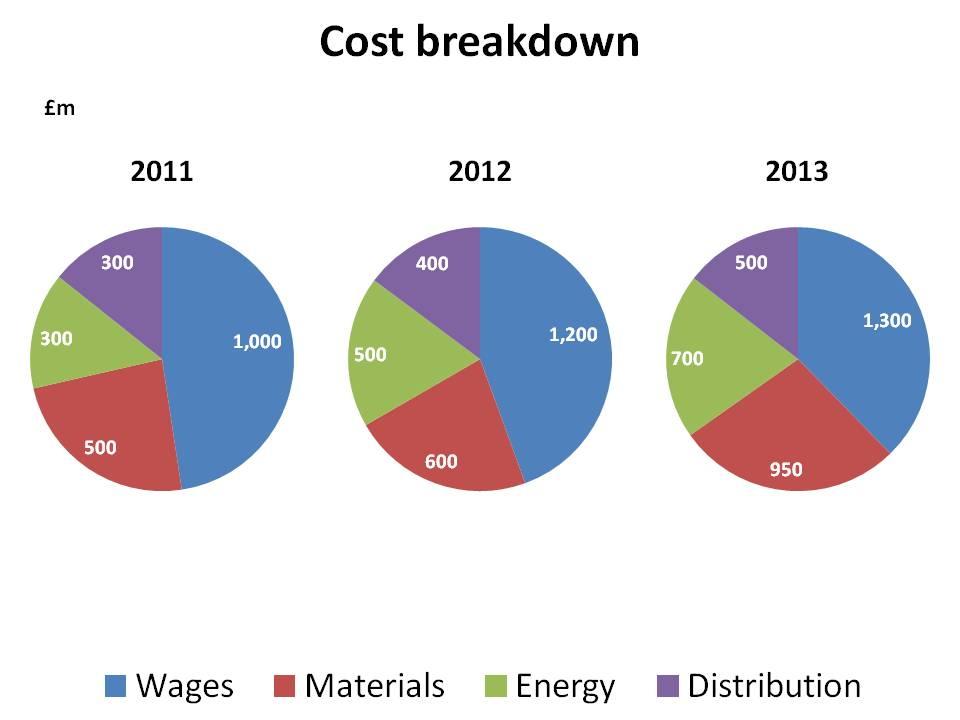 Cost breakdown
£m
2011 2012 2013
300 1,000 300 500
400 1,200 500 600
500 1,300 700 950
Wages Materials Energy Distribution